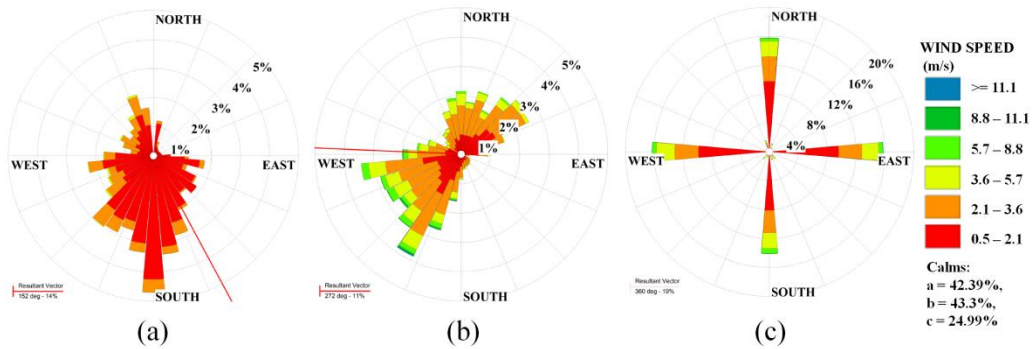 NORTH
5%
4%
3%
2%
1%
WEST
EAST
SOUTH
Resultant Vector
152 deg - 14%
(a)
NORTH
5%
4%
3%
2%
1%
WEST
EAST
SOUTH
Resultant Vector
272 deg - 11%
(b)
NORTH
20%
16%
12%
8%
4%
WEST
EAST
SOUTH
Resultant Vector
360 deg - 19%
(c)
WIND SPEED
(m/s)
>= 11.1
8.8 – 11.1
5.7 – 8.8
3.6 – 5.7
2.1 – 3.6
0.5 – 2.1
Calms:
a = 42.39%,
b = 43.3%,
c = 24.99%